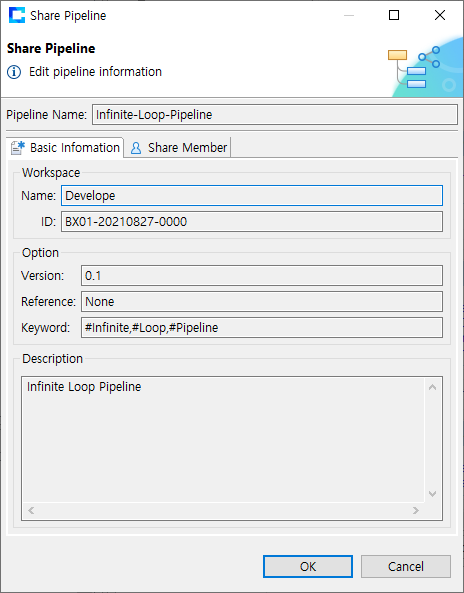 Share Pipeline
Share Pipeline
Edit pipeline information
Pipeline Name: Infinite-Loop-Pipeline
Basic Infomation Share Member
Workspace
Name: Develope
ID: BX01-20210827-0000
Option
Version: 0.1
Reference: None
Keyword: #Infinite,#Loop,#Pipeline
Description
Infinite Loop Pipeline
OK Cancel